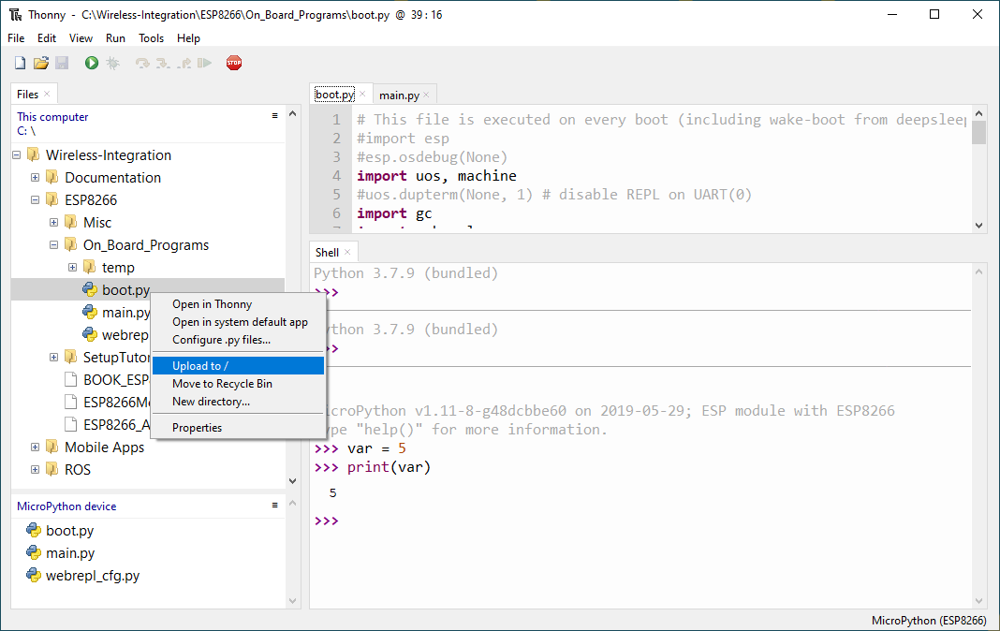 Thonny - C:\Wireless-Integration\ESP8266\On_Board_Programs\boot.py @ 39 : 16
File Edit View Run Tools Help
STOP
Files
This computer
C: \
Wireless-Integration
Documentation
ESP8266
Misc
On_Board_Programs
temp
boot.py
main.py
webrep
SetupTutor
BOOK_ESP
ESP8266Mo
ESP8266_A
Mobile Apps
ROS
Open in Thonny
Open in system default app
Configure .py files...
Upload to /
Move to Recycle Bin
New directory...
Properties
MicroPython device
boot.py
main.py
webrepl_cfg.py
boot.py main.py
1 # This file is executed on every boot (including wake-boot from deepsleep
2 #import esp
3 #esp.osdebug(None)
4 import uos, machine
5 #uos.dupterm(None, 1) # disable REPL on UART(0)
6 import gc
Shell
Python 3.7.9 (bundled)
>>>
ython 3.7.9 (bundled)
>>
icroPython v1.11-8-g48dcbbe60 on 2019-05-29; ESP module with ESP8266
ype "help()" for more information.
>>> var = 5
>>> print(var)
5
>>>
MicroPython (ESP8266)